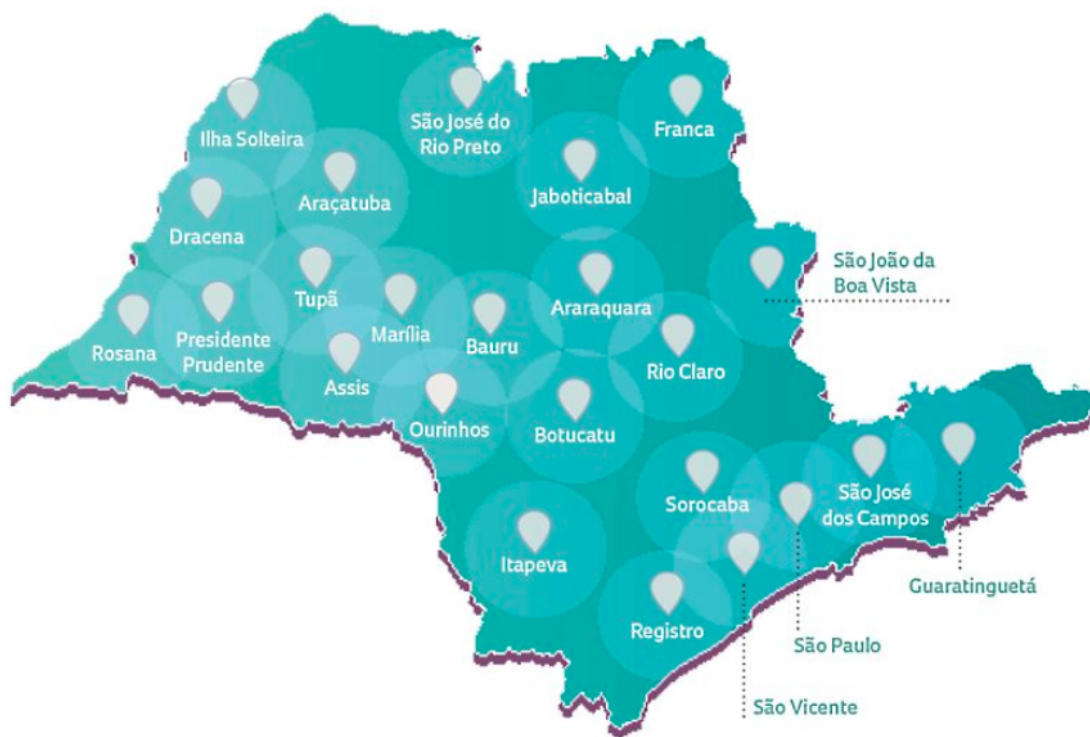 Ilha Solteira
São José do
Rio Preto
Franca
Araçatuba
Jaboticabal
Dracena
São João da
Boa Vista
Tupã
Marília
Araraquara
Rosana
Presidente
Prudente
Bauru
Rio Claro
Assis
Ourinhos
Botucatu
Sorocaba
São José
dos Campos
Itapeva
Guaratinguetá
Registro
São Paulo
São Vicente